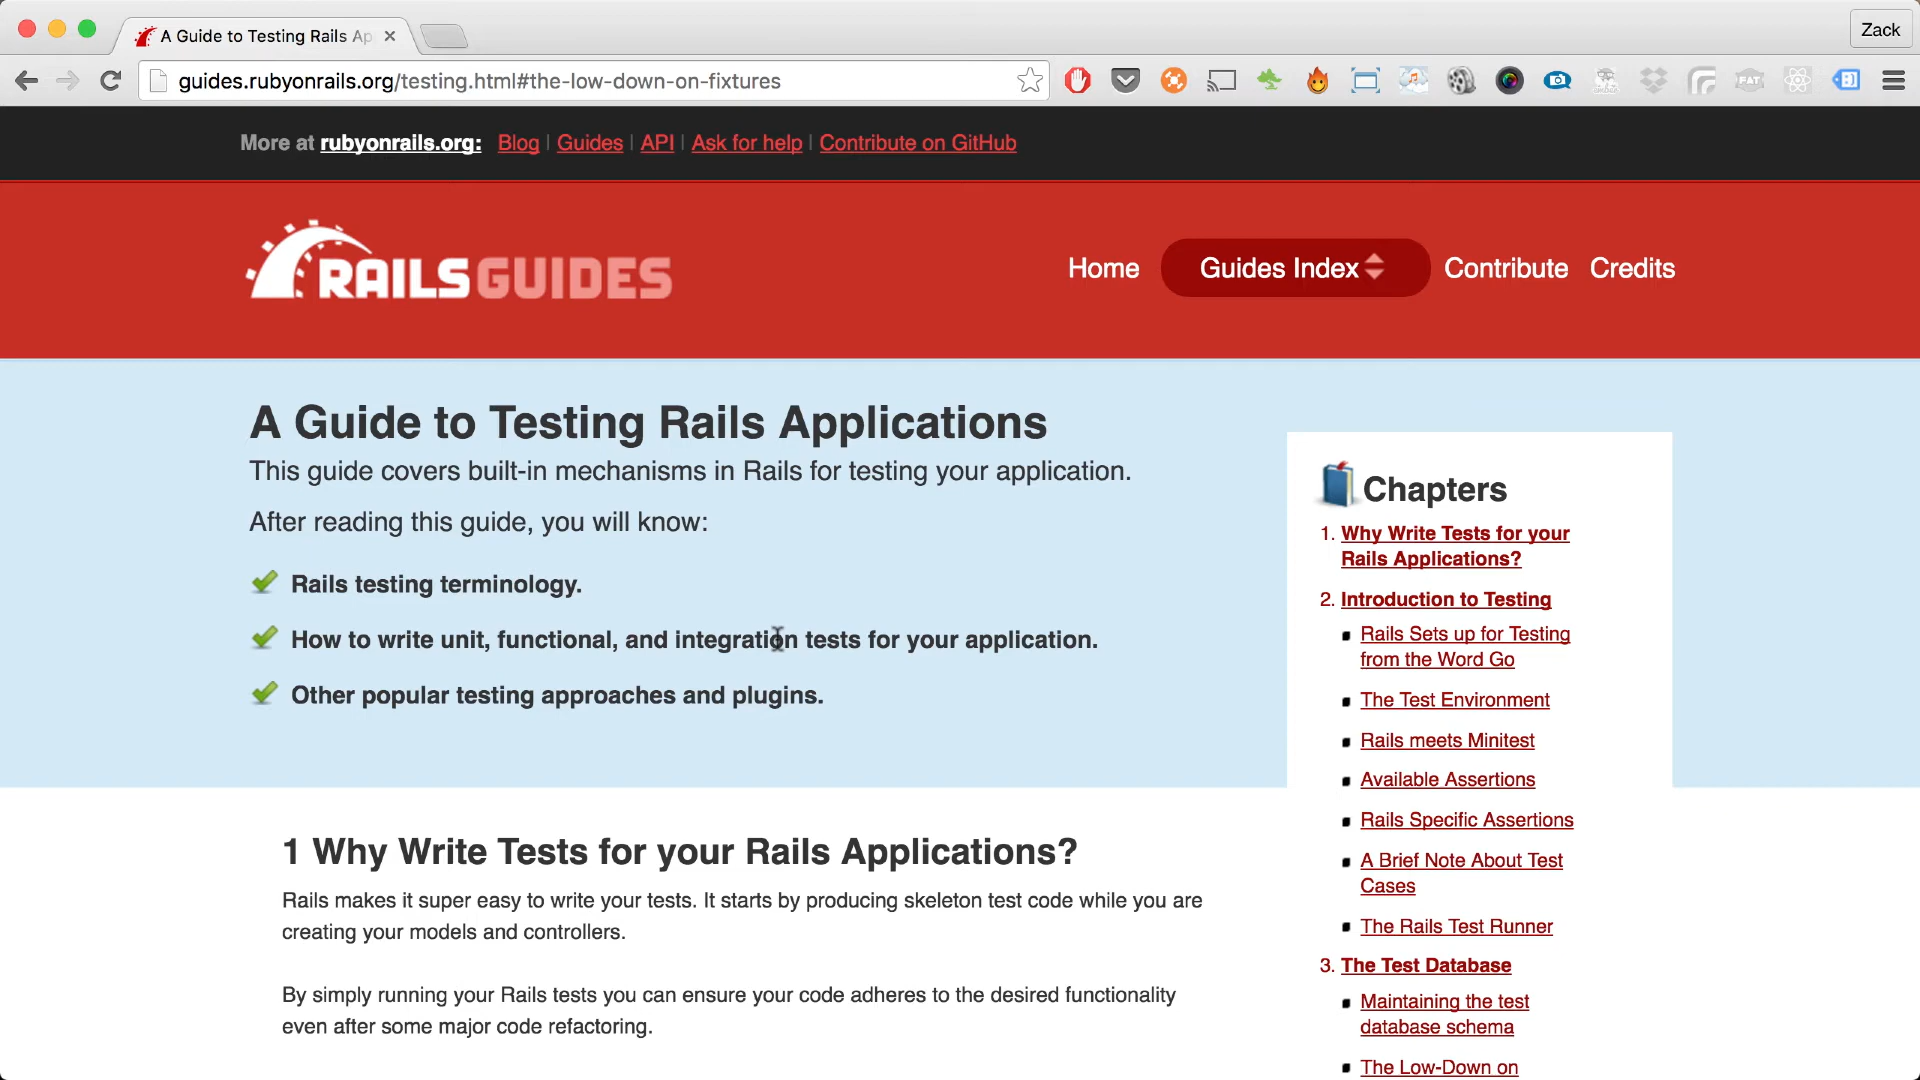 A Guide to Testing Rails Ap
Zack
guides.rubyonrails.org/testing.html#the-low-down-on-fixtures
More at rubyonrails.org: Blog | Guides | API | Ask for help | Contribute on GitHub
RAILSGUIDES
Home Guides Index Contribute Credits
A Guide to Testing Rails Applications
This guide covers built-in mechanisms in Rails for testing your application.
After reading this guide, you will know:
Rails testing terminology.
How to write unit, functional, and integration tests for your application.
Other popular testing approaches and plugins.
Chapters
1. Why Write Tests for your
Rails Applications?
2. Introduction to Testing
Rails Sets up for Testing
from the Word Go
The Test Environment
Rails meets Minitest
Available Assertions
Rails Specific Assertions
A Brief Note About Test
Cases
The Rails Test Runner
3. The Test Database
Maintaining the test
database schema
The Low-Down on
1 Why Write Tests for your Rails Applications?
Rails makes it super easy to write your tests. It starts by producing skeleton test code while you are
creating your models and controllers.
By simply running your Rails tests you can ensure your code adheres to the desired functionality
even after some major code refactoring.